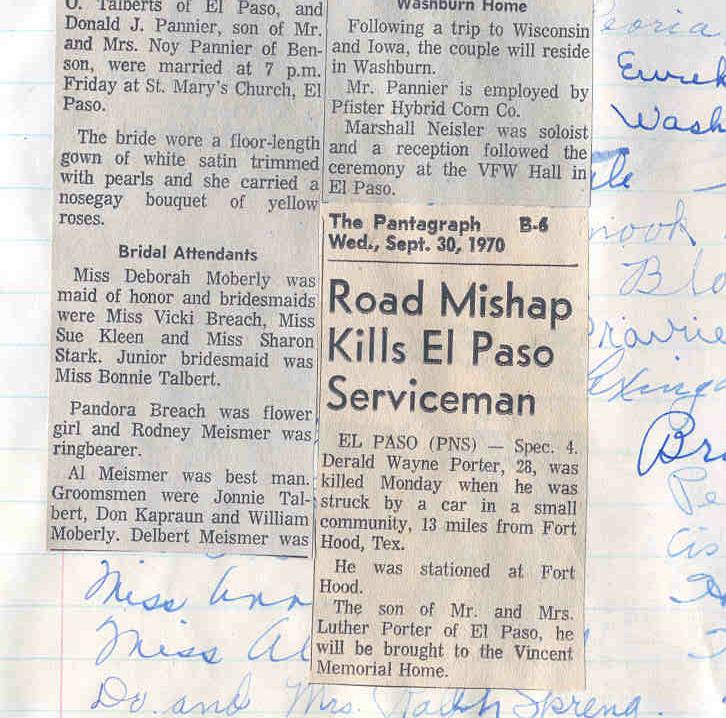 O. Talberts of El Paso, and
Donald J. Pannier, son of Mr.
and Mrs. Noy Pannier of Ben-
son, were married at 7 p.m.
Friday at St. Mary's Church, El
Paso.
The bride wore a floor-length
gown of white satin trimmed
with pearls and she carried a
nosegay bouquet of yellow
roses.
Bridal Attendants
Miss Deborah Moberly was
maid of honor and bridesmaids
were Miss Vicki Breach, Miss
Sue Kleen and Miss Sharon
Stark. Junior bridesmaid was
Miss Bonnie Talbert.
Pandora Breach was flower
girl and Rodney Meismer was
ringbearer.
Al Meismer was best man.
Groomsmen were Jonnie Tal-
bert, Don Kapraun and William
Moberly. Delbert Meismer was
Washburn Home
Following a trip to Wisconsin
and Iowa, the couple will reside
in Washburn.
Mr. Pannier is employed by
Pfister Hybrid Corn Co.
Marshall Neisler was soloist
and a reception followed the
ceremony at the VFW Hall in
El Paso.
The Pantagraph B-6
Wed., Sept. 30, 1970
Road Mishap
Kills El Paso
Serviceman
EL PASO (PNS) — Spec. 4.
Derald Wayne Porter, 28, was
killed Monday when he was
struck by a car in a small
community, 13 miles from Fort
Hood, Tex.
He was stationed at Fort
Hood.
The son of Mr. and Mrs.
Luther Porter of El Paso, he
will be brought to the Vincent
Memorial Home.
Peoria
Eurek
Wash
Blo
Prairie
Miss Ann
Miss Al
Dr. and Mrs. Ralph Spreng.